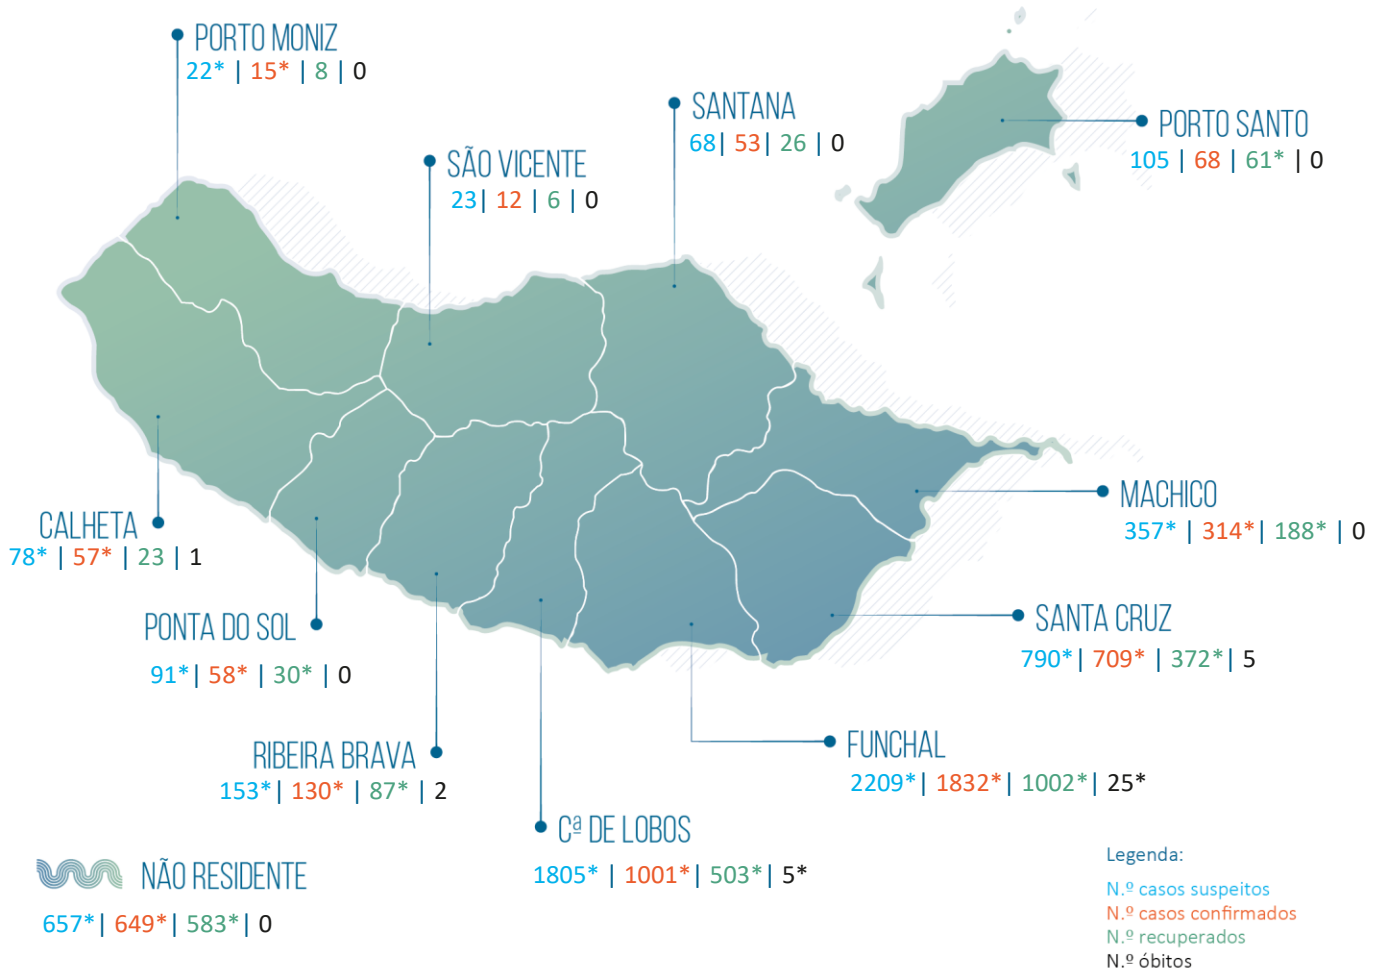 PORTO MONIZ
22* | 15* | 8 | 0
SANTANA
68| 53| 26 | 0
PORTO SANTO
105 | 68 | 61* | 0
SÃO VICENTE
23| 12 | 6 | 0
MACHICO
357* | 314*| 188* | 0
CALHETA
78* | 57* | 23 | 1
SANTA CRUZ
790*| 709* | 372*| 5
PONTA DO SOL
91*| 58* | 30* | 0
FUNCHAL
2209*| 1832*| 1002*| 25*
RIBEIRA BRAVA
153*| 130* | 87* | 2
Cª DE LOBOS
1805* | 1001*| 503*| 5*
NÃO RESIDENTE
657*| 649*| 583*| 0
Legenda:
N.º casos suspeitos
N.º casos confirmados
N.º recuperados
N.º óbitos